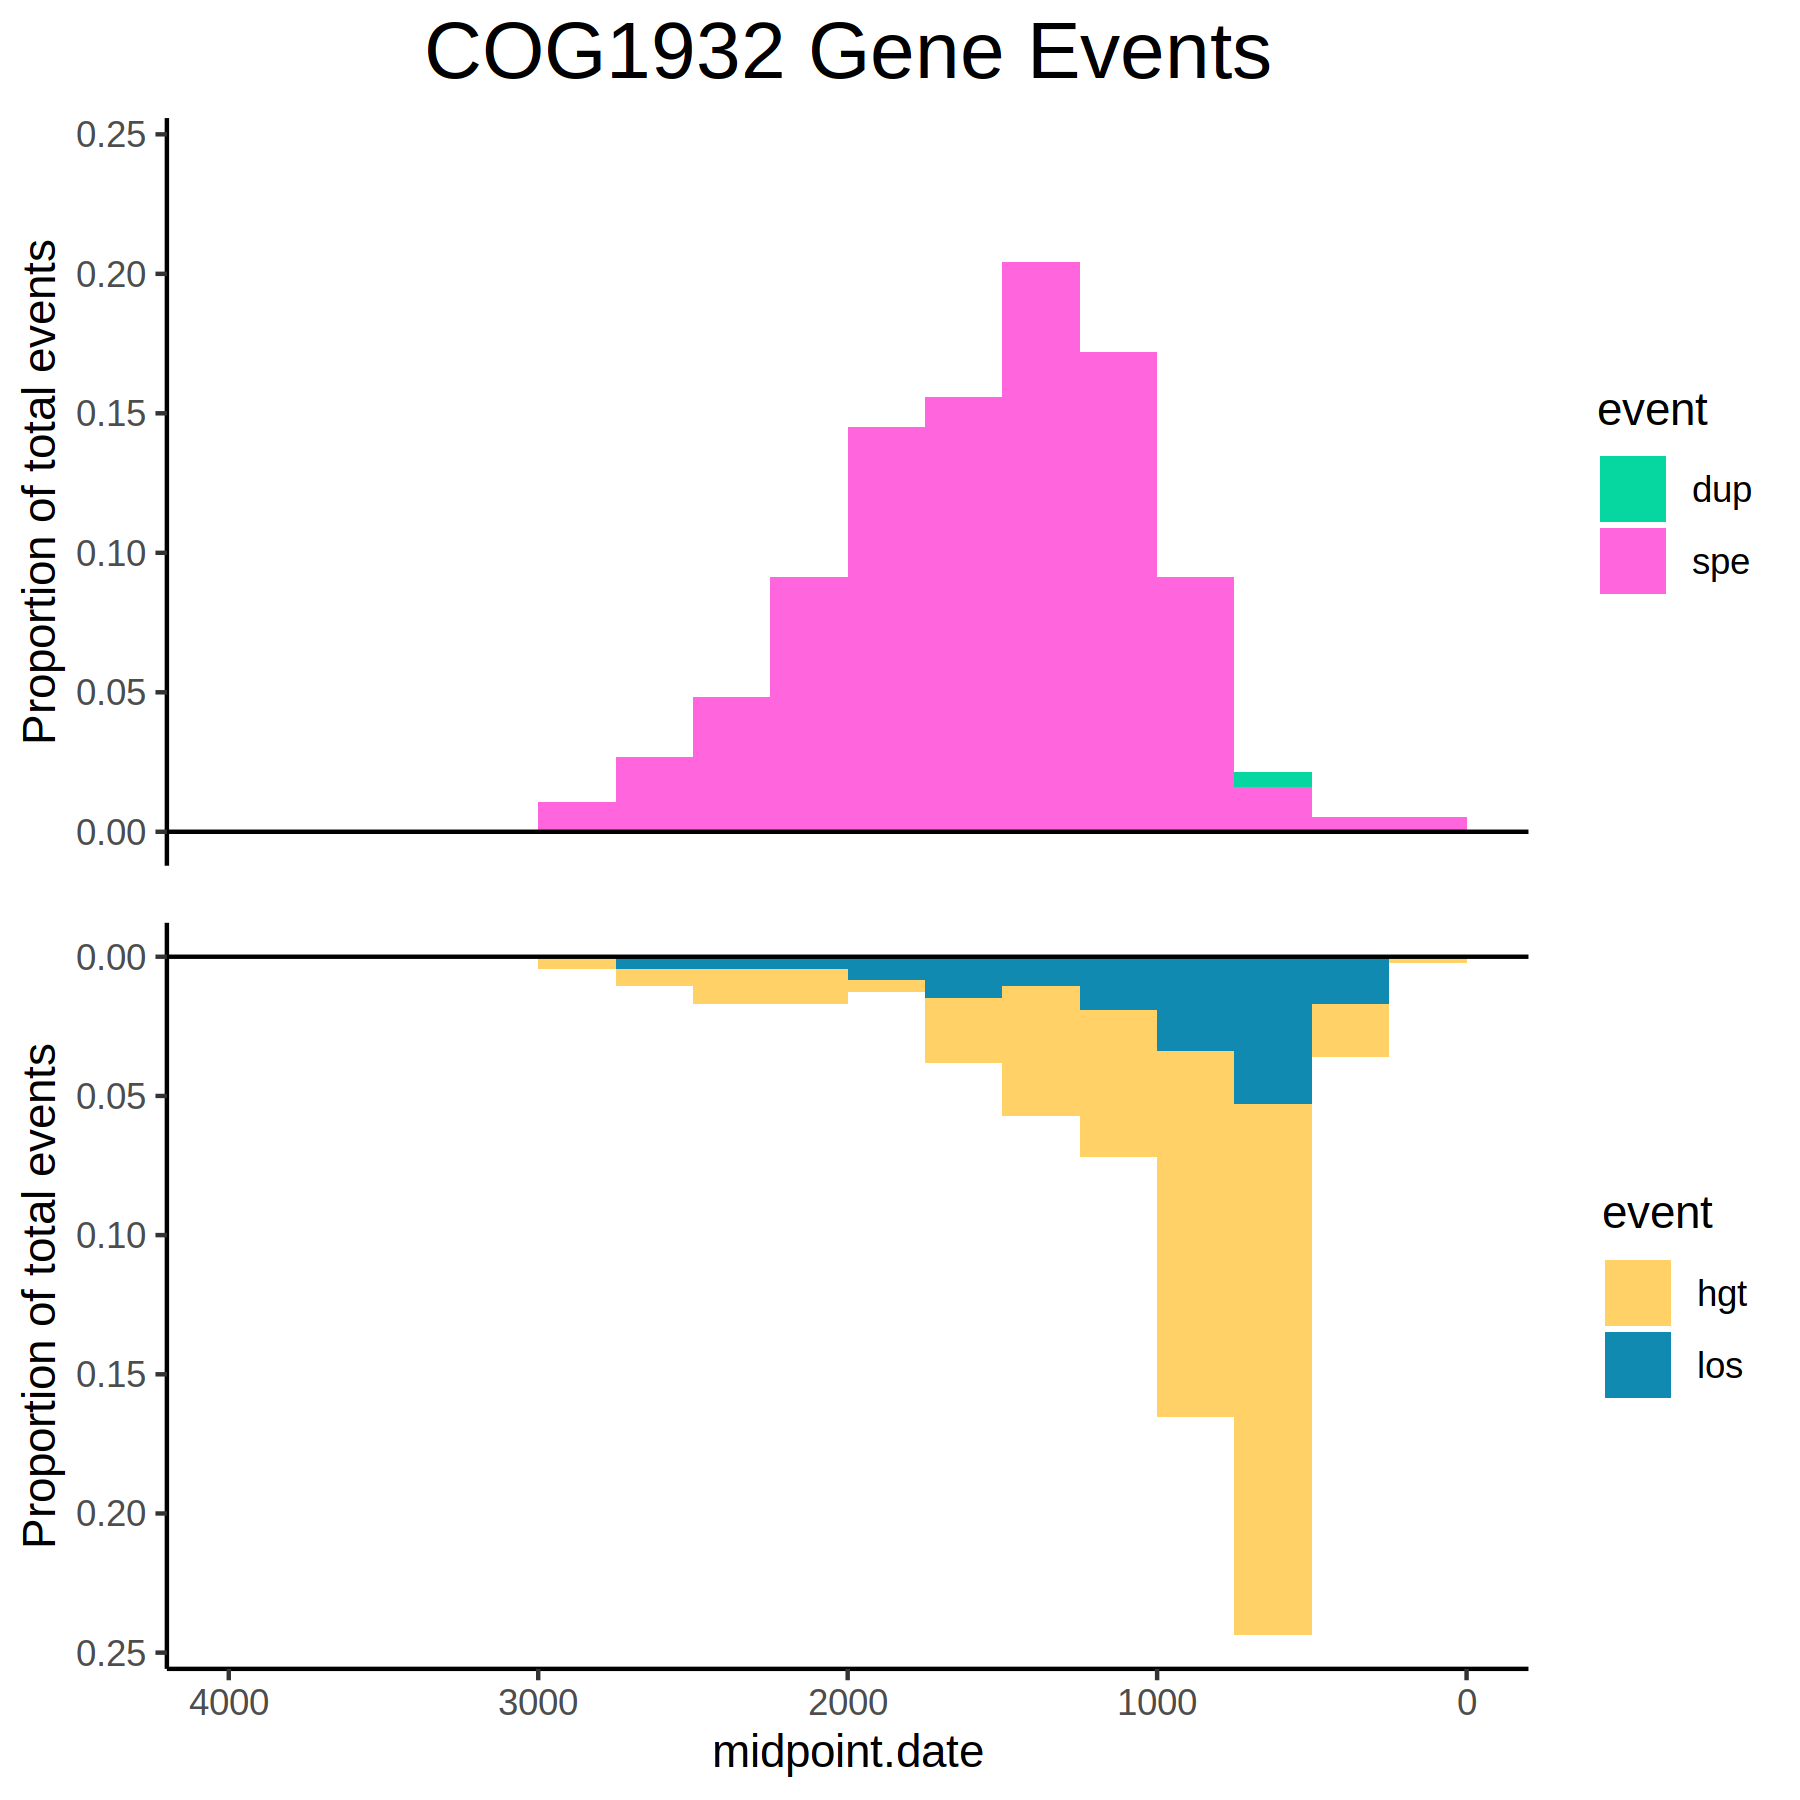 COG1932 Gene Events
Proportion of total events
0.25
0.20
0.15
0.10
0.05
0.00
event
dup
spe
Proportion of total events
0.00
0.05
0.10
0.15
0.20
0.25
event
hgt
los
4000 3000 2000 1000 0
midpoint.date